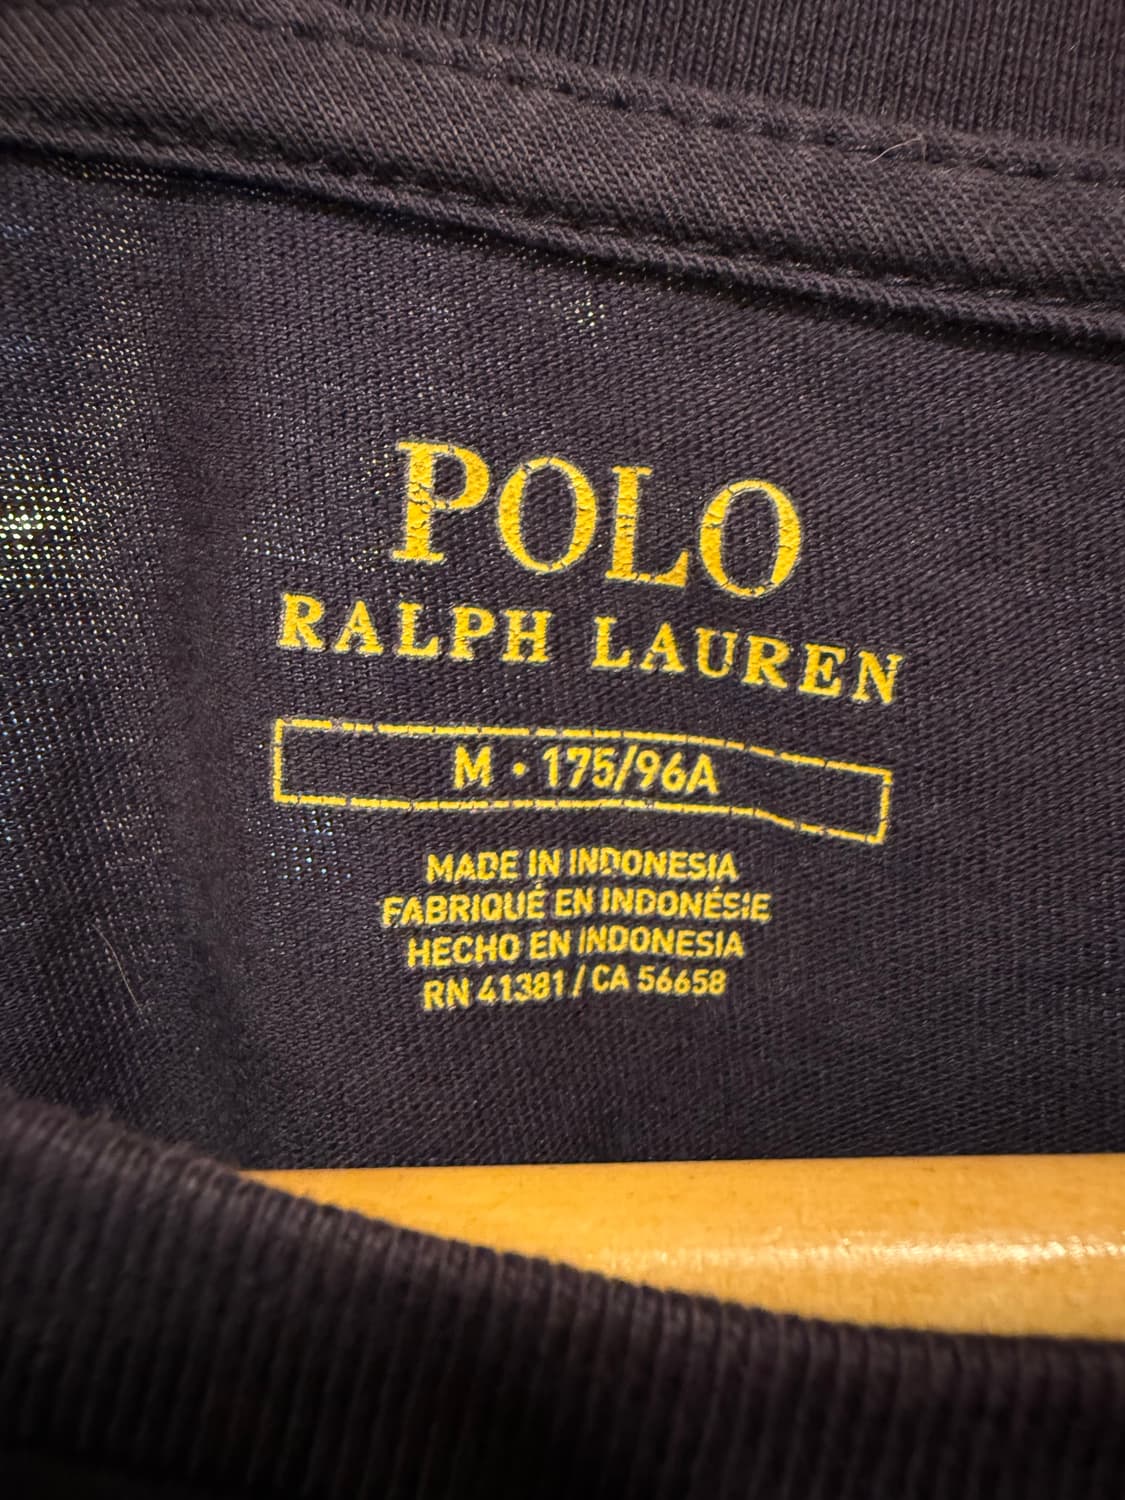 POLO
RALPH LAUREN
M • 175/96A
MADE IN INDONESIA
FABRIQUÉ EN INDONÉSIE
HECHO EN INDONESIA
RN 41381 / CA 56658